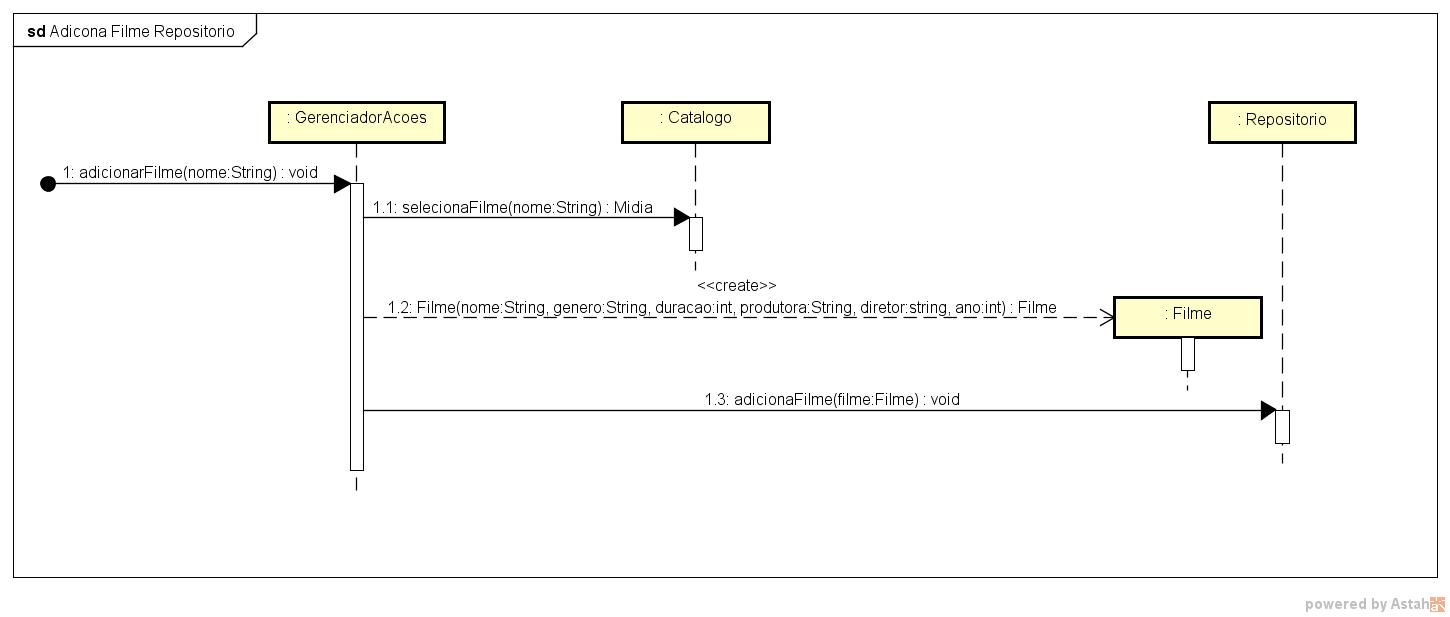 sd Adicona Filme Repositorio
: GerenciadorAcoes
: Catalogo
: Repositorio
1: adicionarFilme(nome:String) : void
1.1: selecionaFilme(nome:String) : Midia
<<create>>
1.2: Filme(nome:String, genero:String, duracao:int, produtora:String, diretor:string, ano:int) : Filme
: Filme
1.3: adicionaFilme(filme:Filme) : void
powered by Astah